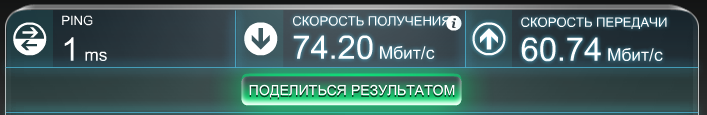 PING
1 ms
СКОРОСТЬ ПОЛУЧЕНИЯ
74.20 Мбит/с
СКОРОСТЬ ПЕРЕДАЧИ
60.74 Мбит/с
ПОДЕЛИТЬСЯ РЕЗУЛЬТАТОМ